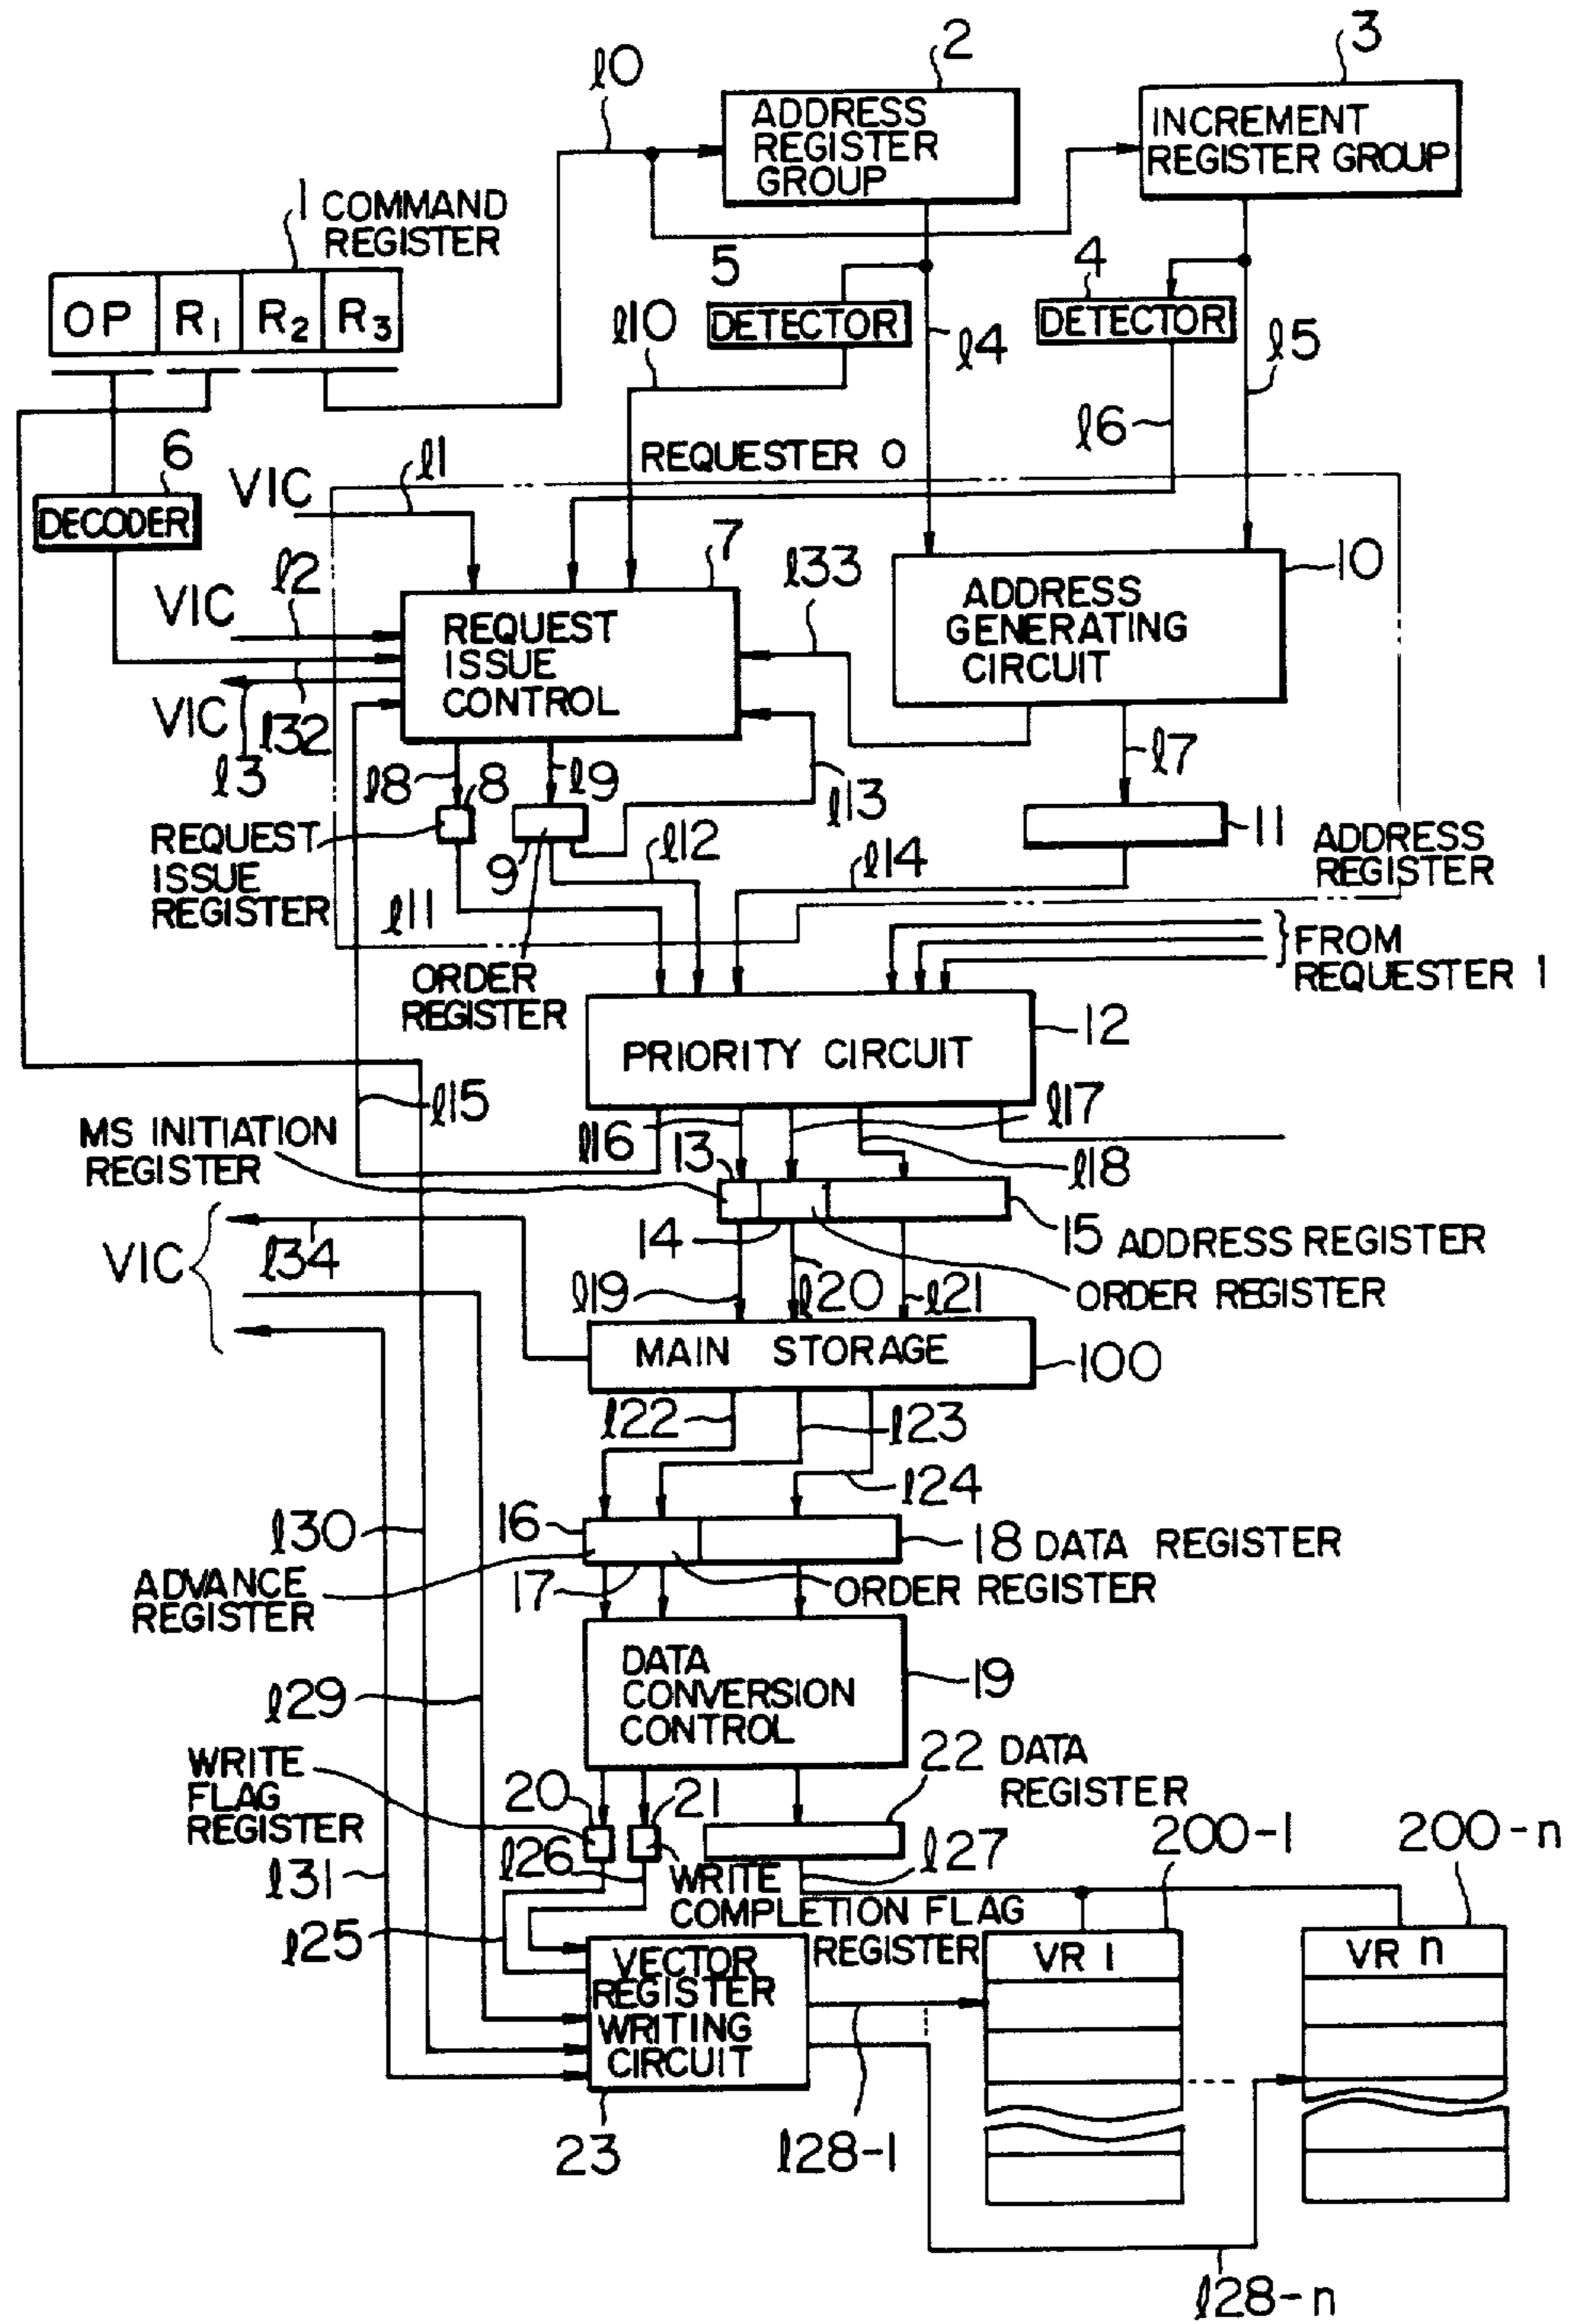 2
3
l0
ADDRESS
REGISTER
GROUP
INCREMENT
REGISTER GROUP
1 COMMAND
REGISTER
OP R1 R2 R3
5
4
DETECTOR
DETECTOR
l10
l4
l5
l6
6
REQUESTER 0
VIC
l1
DECODER
7
10
VIC
l2
l33
REQUEST
ISSUE
CONTROL
ADDRESS
GENERATING
CIRCUIT
VIC
l32
l3
l8
8
l9
l13
l7
REQUEST
ISSUE
REGISTER
9
l12
11
ADDRESS
REGISTER
l14
l11
ORDER
REGISTER
FROM
REQUESTER 1
12
PRIORITY CIRCUIT
l15
l16
l17
l18
MS INITIATION
REGISTER
13
14
15 ADDRESS REGISTER
ORDER REGISTER
VIC
l34
l19
l20
l21
MAIN STORAGE
100
l22
l23
l24
l30
16
18 DATA REGISTER
ADVANCE
REGISTER
17
ORDER REGISTER
DATA
CONVERSION
CONTROL
19
l29
WRITE
FLAG
REGISTER
20
21
22 DATA
REGISTER
200-1
200-n
l31
l26
l27
WRITE
COMPLETION FLAG
REGISTER
l25
VECTOR
REGISTER
WRITING
CIRCUIT
VR 1
VR n
23
l28-1
l28-n